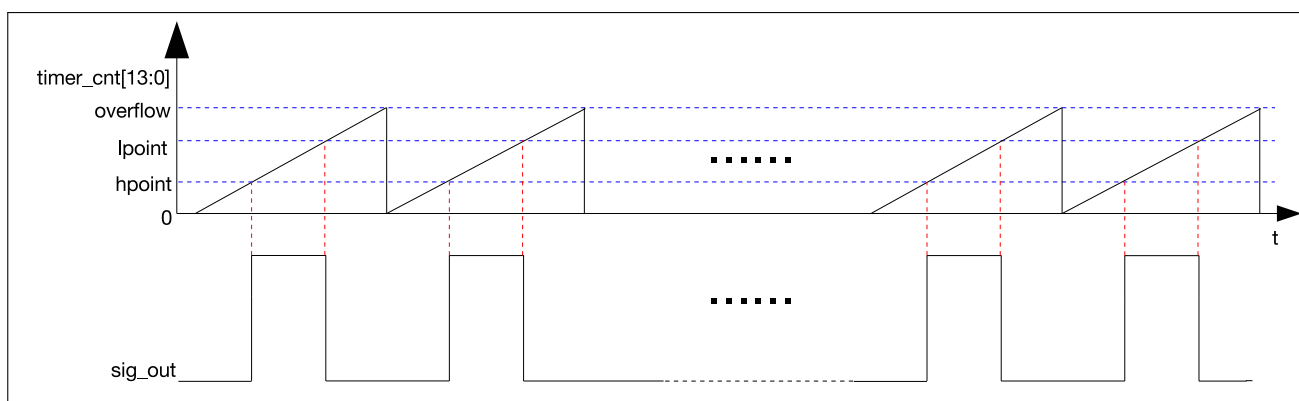 timer_cnt[13:0]
overflow
lpoint
hpoint
0
t
sig_out